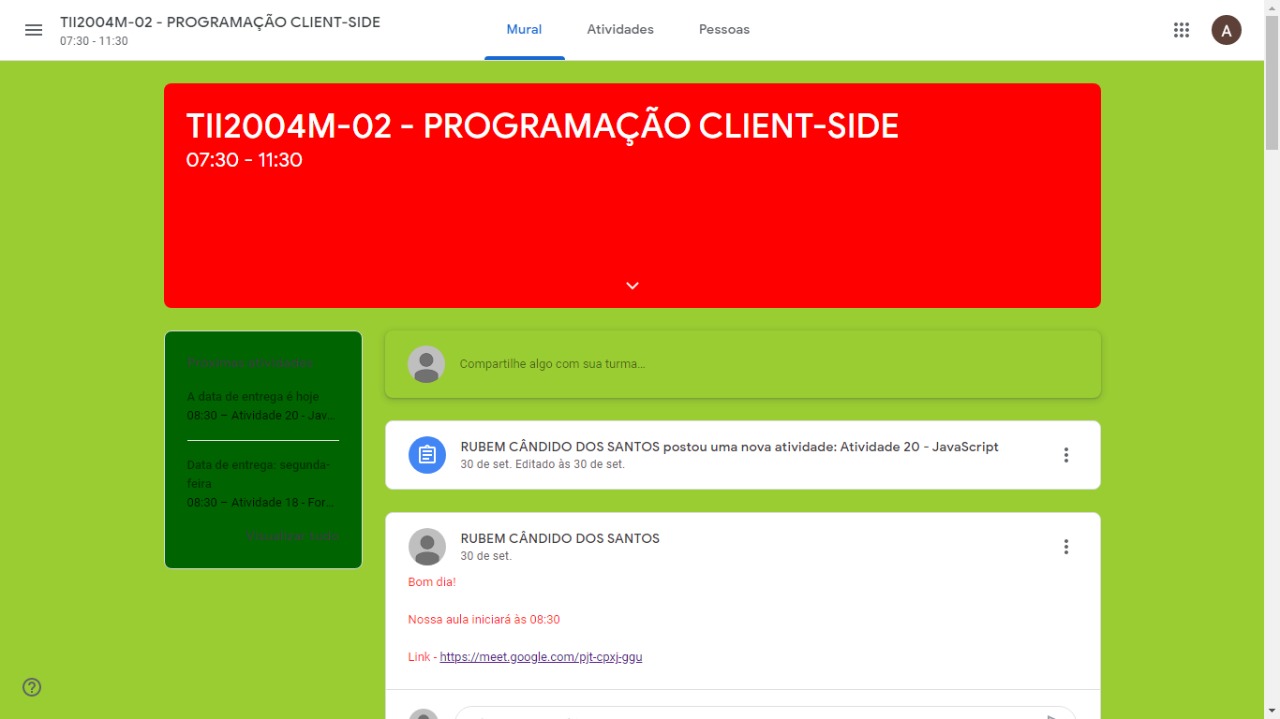 TII2004M-02 - PROGRAMAÇÃO CLIENT-SIDE
07:30 - 11:30
Mural
Atividades
Pessoas
A
TII2004M-02 - PROGRAMAÇÃO CLIENT-SIDE
07:30 - 11:30
Próximas atividades
A data de entrega é hoje
08:30 – Atividade 20 - Jav...
Data de entrega: segunda-
feira
08:30 – Atividade 18 - For...
Visualizar tudo
Compartilhe algo com sua turma...
RUBEM CÂNDIDO DOS SANTOS postou uma nova atividade: Atividade 20 - JavaScript
30 de set. Editado às 30 de set.
RUBEM CÂNDIDO DOS SANTOS
30 de set.
Bom dia!
Nossa aula iniciará às 08:30
Link - https://meet.google.com/pjt-cpxj-ggu